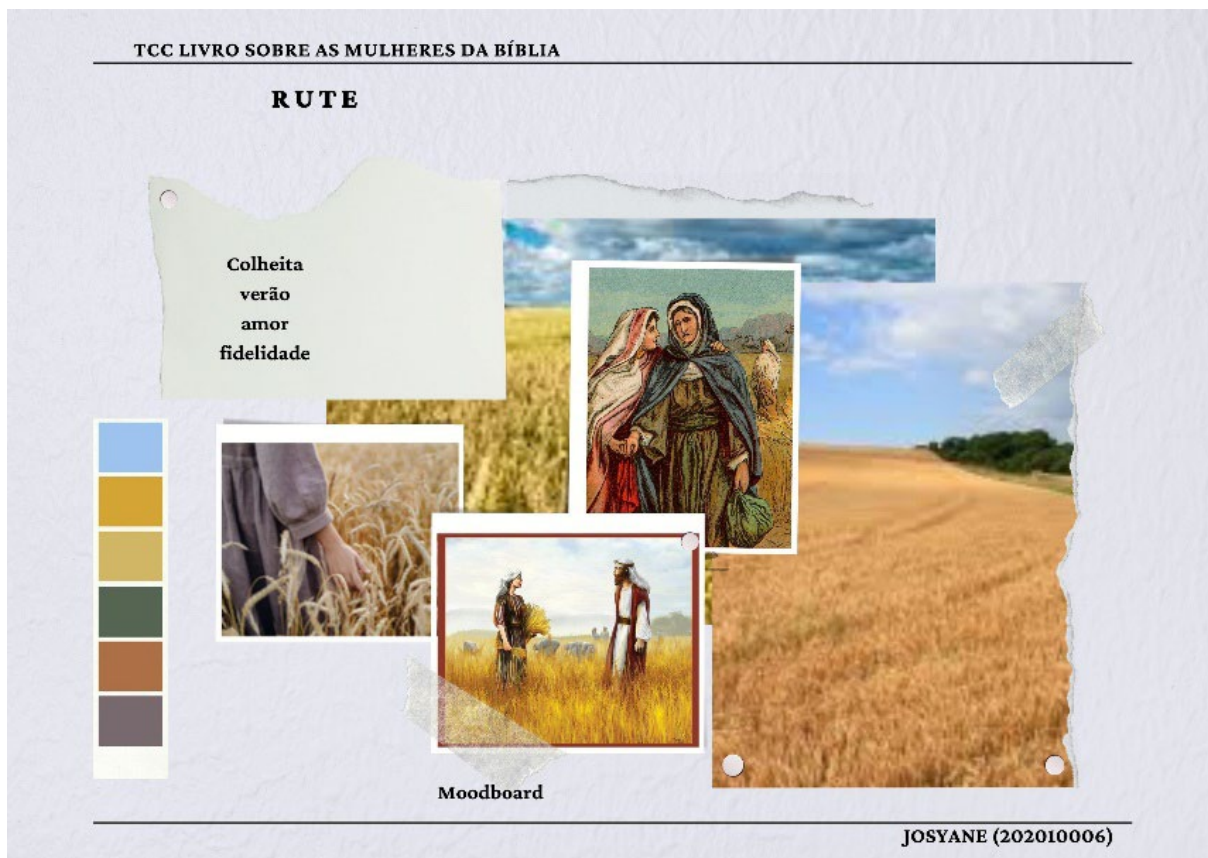 TCC LIVRO SOBRE AS MULHERES DA BÍBLIA
RUTE
Colheita
verão
amor
fidelidade
Moodboard
JOSYANE (202010006)